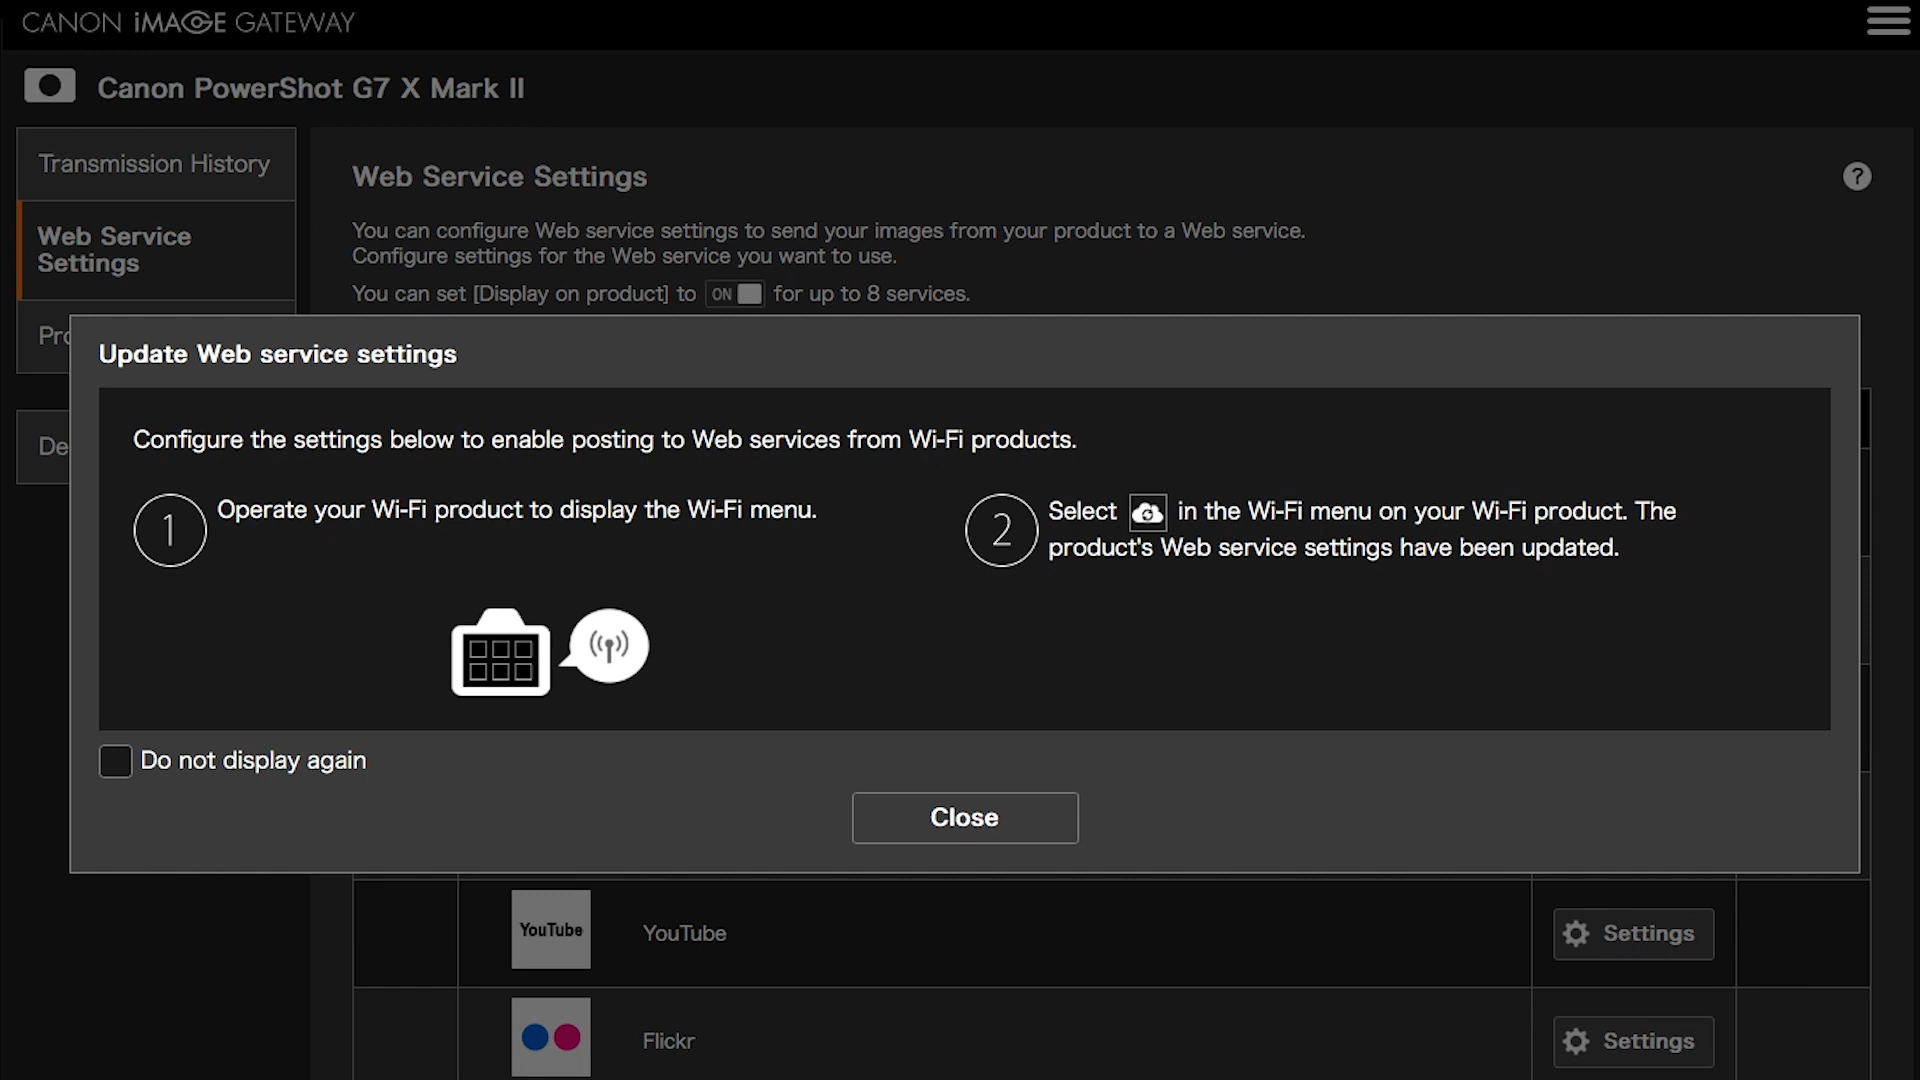 CANON iMAGE GATEWAY
Canon PowerShot G7 X Mark II
Transmission History
Web Service
Settings
Pro
De
Web Service Settings
?
You can configure Web service settings to send your images from your product to a Web service.
Configure settings for the Web service you want to use.
You can set [Display on product] to ON for up to 8 services.
Update Web service settings
Configure the settings below to enable posting to Web services from Wi-Fi products.
1 Operate your Wi-Fi product to display the Wi-Fi menu.
2 Select in the Wi-Fi menu on your Wi-Fi product. The
product's Web service settings have been updated.
Do not display again
Close
YouTube YouTube Settings
Flickr Settings